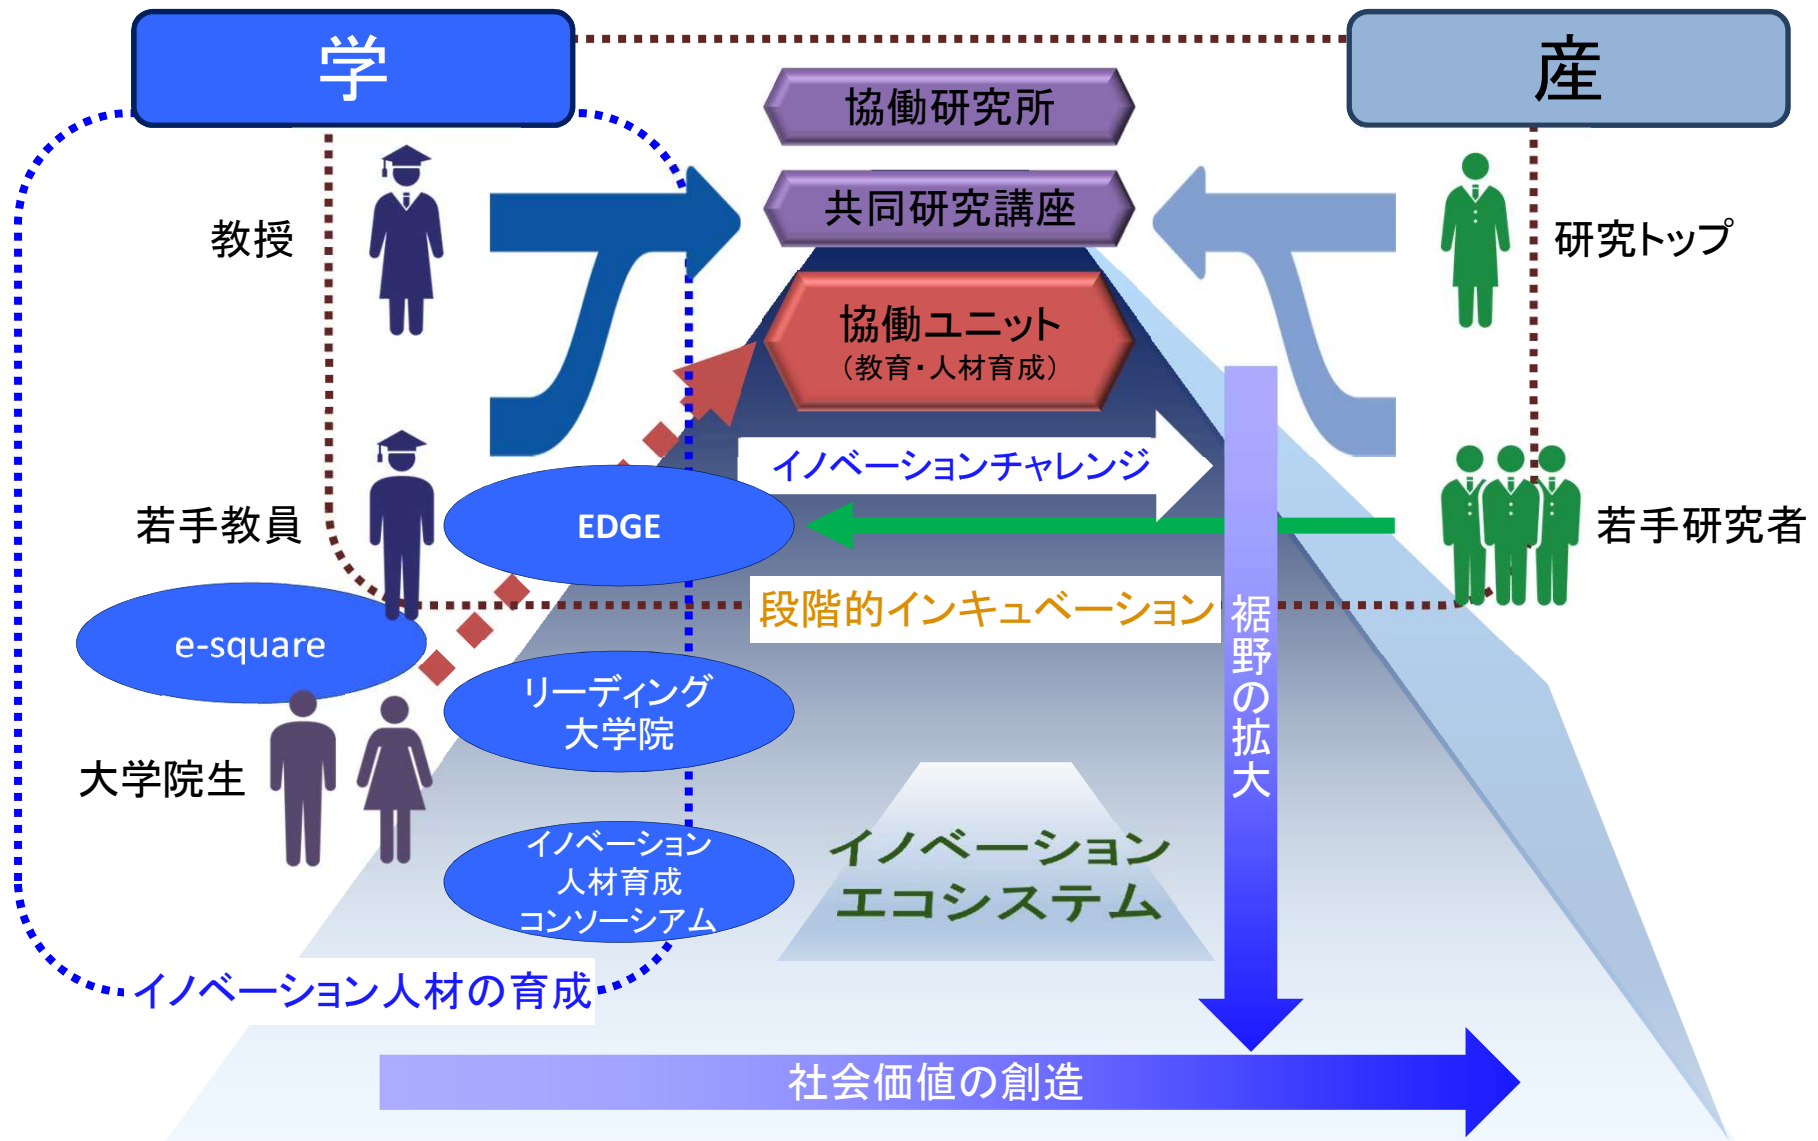 学
産
協働研究所
共同研究講座
教授
研究トップ
協働ユニット
（教育・人材育成）
イノベーションチャレンジ
EDGE
若手教員
若手研究者
段階的インキュベーション
e-square
裾野の拡大
リーディング
大学院
大学院生
イノベーション
人材育成
コンソーシアム
イノベーション
エコシステム
イノベーション人材の育成
社会価値の創造